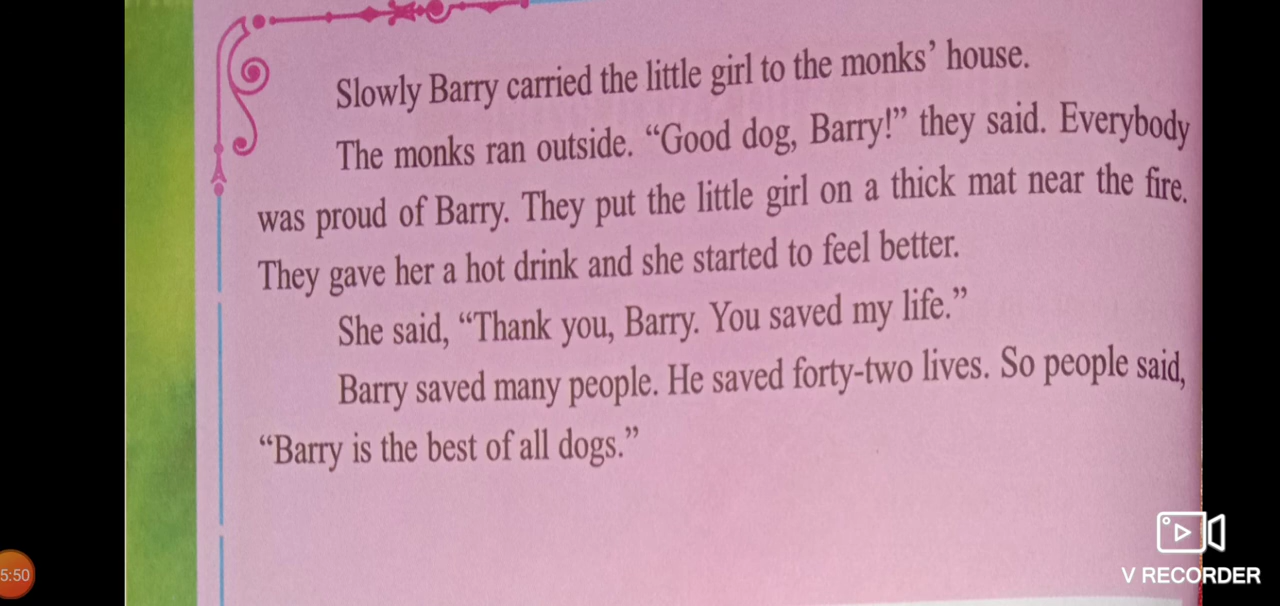 Slowly Barry carried the little girl to the monks' house.
The monks ran outside. “Good dog, Barry!” they said. Everybody
was proud of Barry. They put the little girl on a thick mat near the fire.
They gave her a hot drink and she started to feel better.
She said, “Thank you, Barry. You saved my life.”
Barry saved many people. He saved forty-two lives. So people said,
“Barry is the best of all dogs.”
5:50
V RECORDER